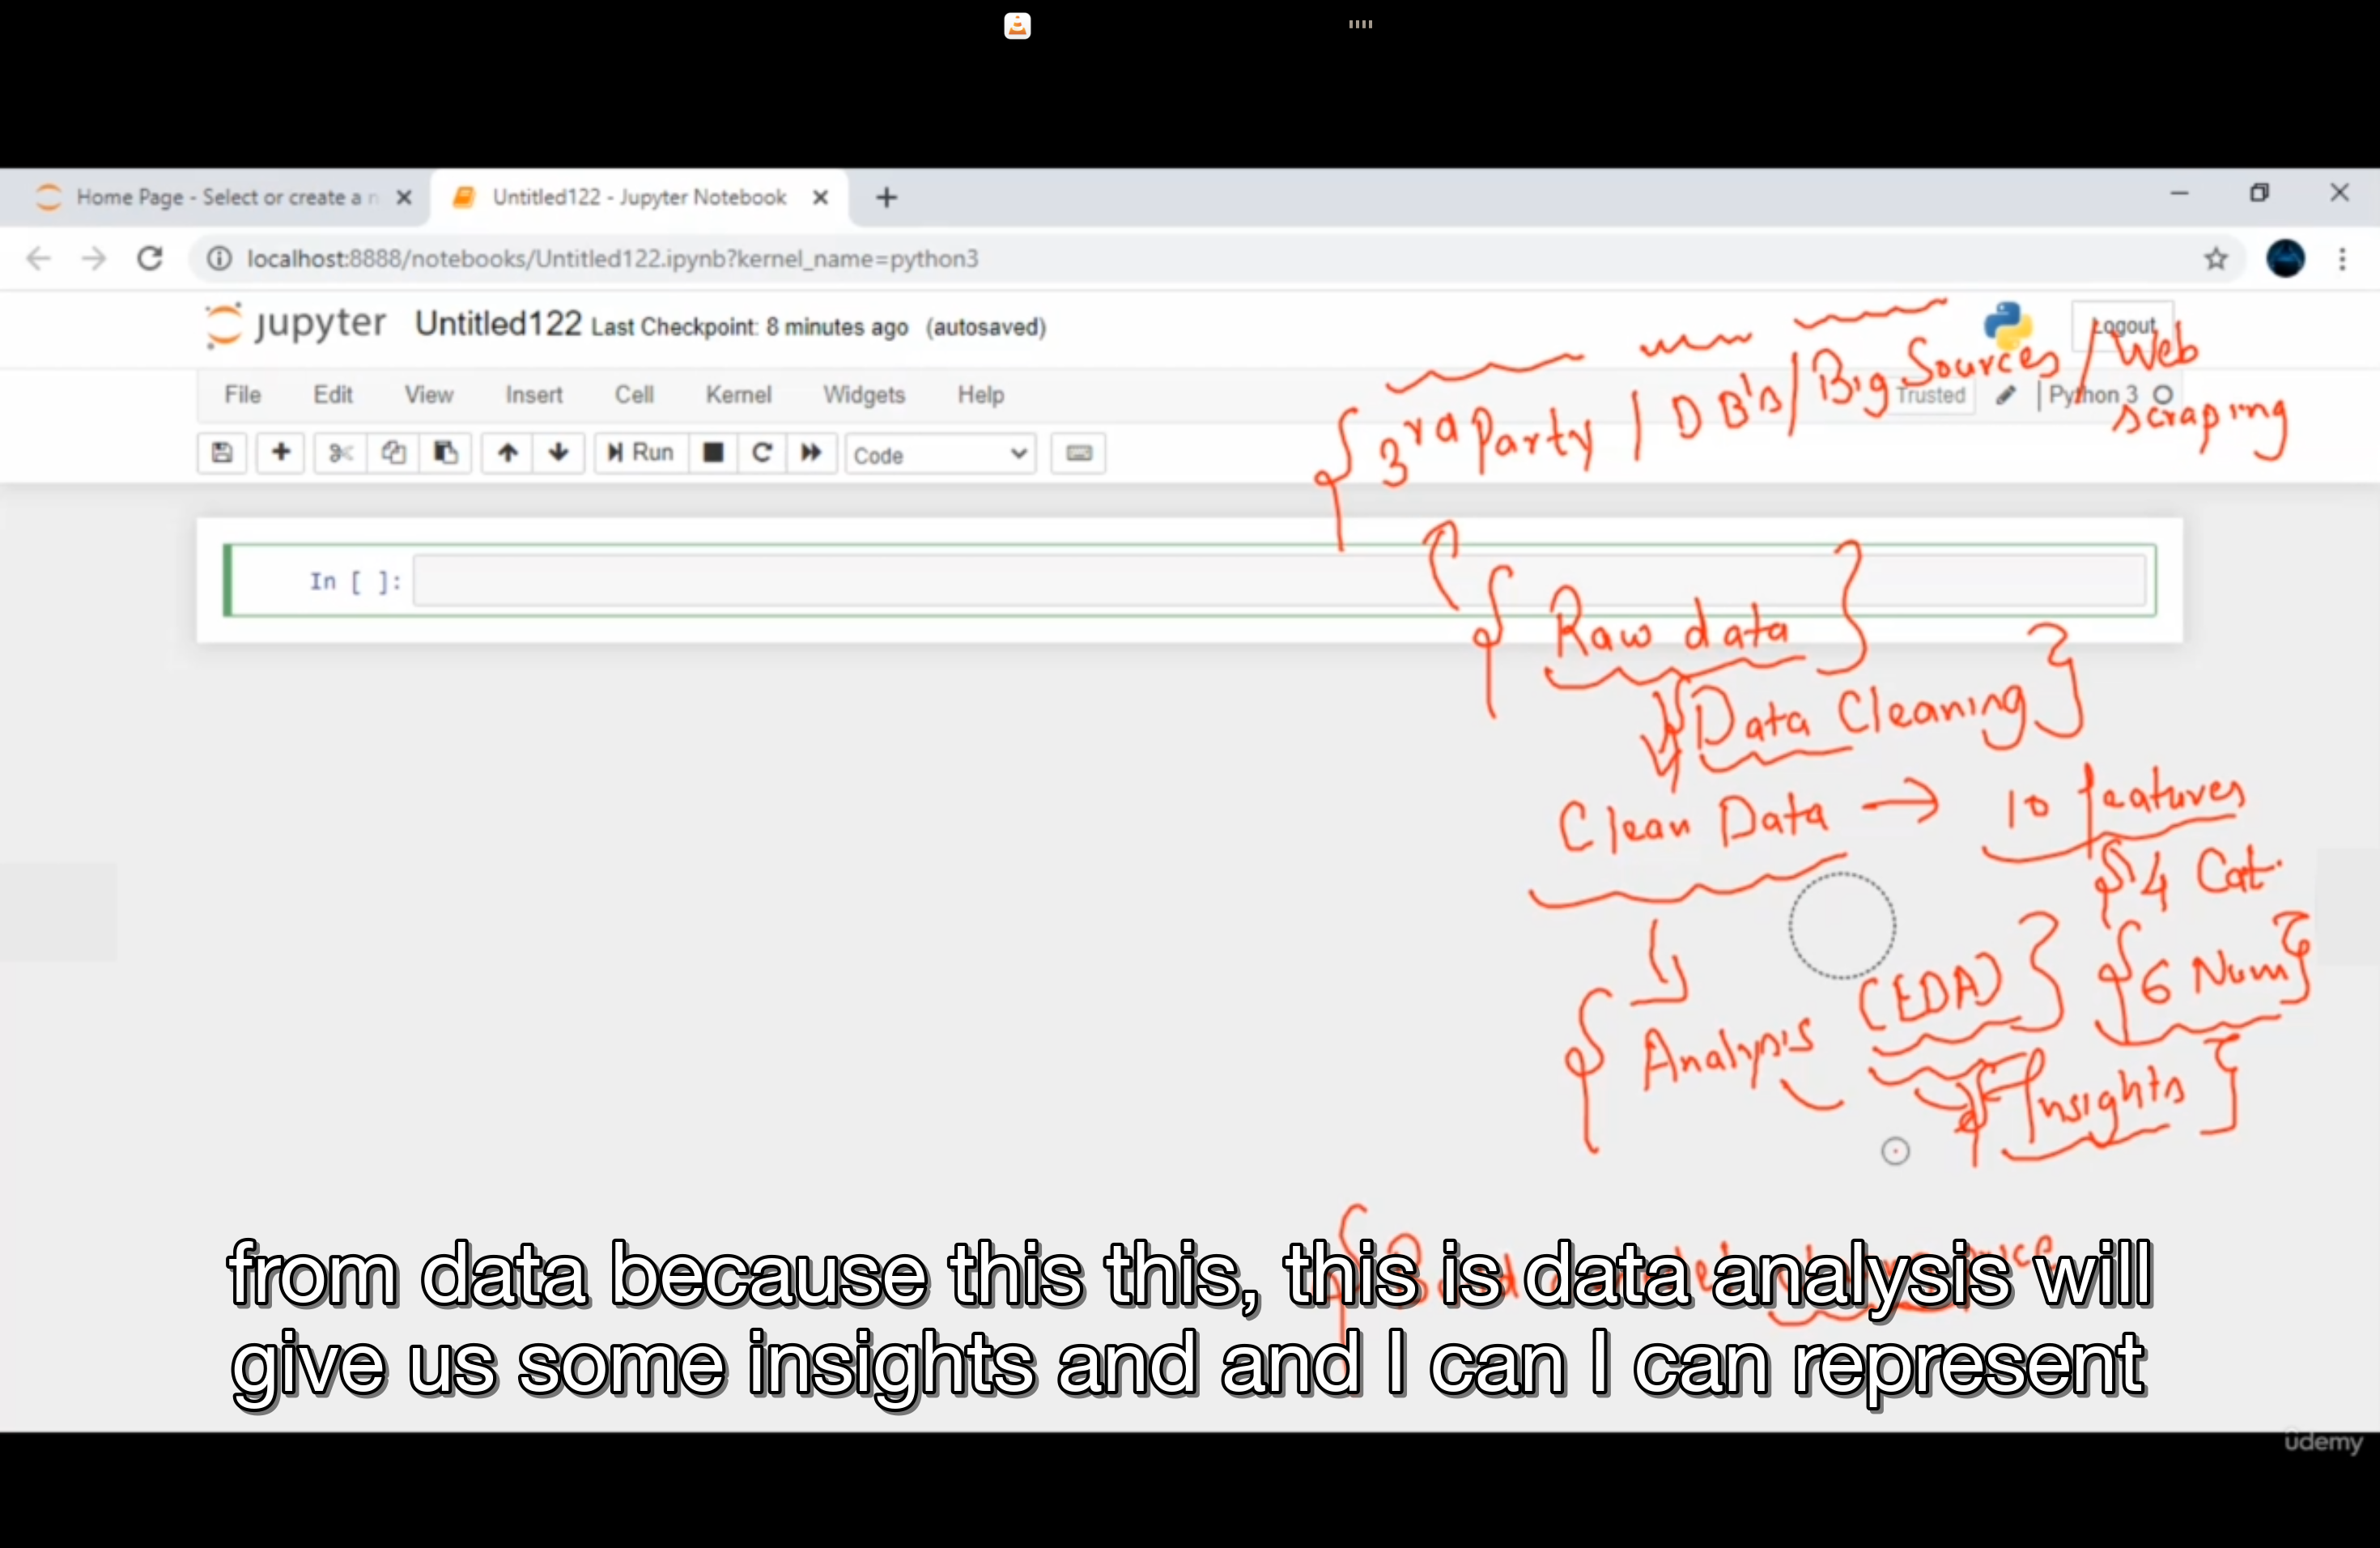 Home Page - Select or create a n
Untitled122 - Jupyter Notebook
localhost:8888/notebooks/Untitled122.ipynb?kernel_name=python3
jupyter Untitled122 Last Checkpoint: 8 minutes ago (autosaved)
Logout
File Edit View Insert Cell Kernel Widgets Help
Trusted
Python 3
Run
Code
3rd Party / DB's / Big Sources / Web scraping
In [ ]:
Raw data
Data Cleaning
Clean Data → 10 features
4 Cat.
6 Num
Analysis (EDA)
Insights
from data because this this, this is data analysis will
give us some insights and and I can I can represent
ûdemy